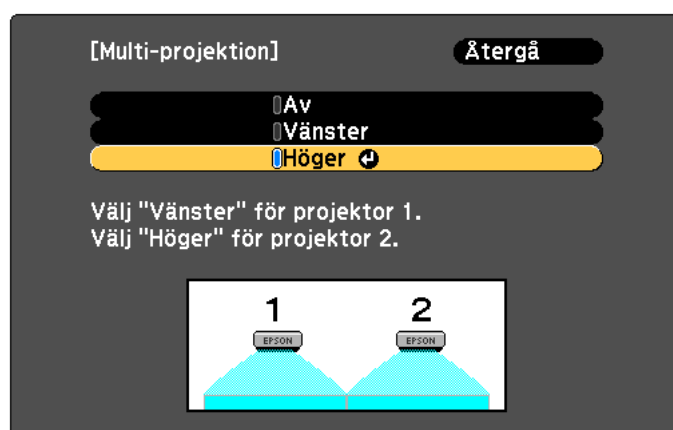 [Multi-projektion] Återgå
Av
Vänster
Höger
Välj "Vänster" för projektor 1.
Välj "Höger" för projektor 2.
1 2
EPSON EPSON